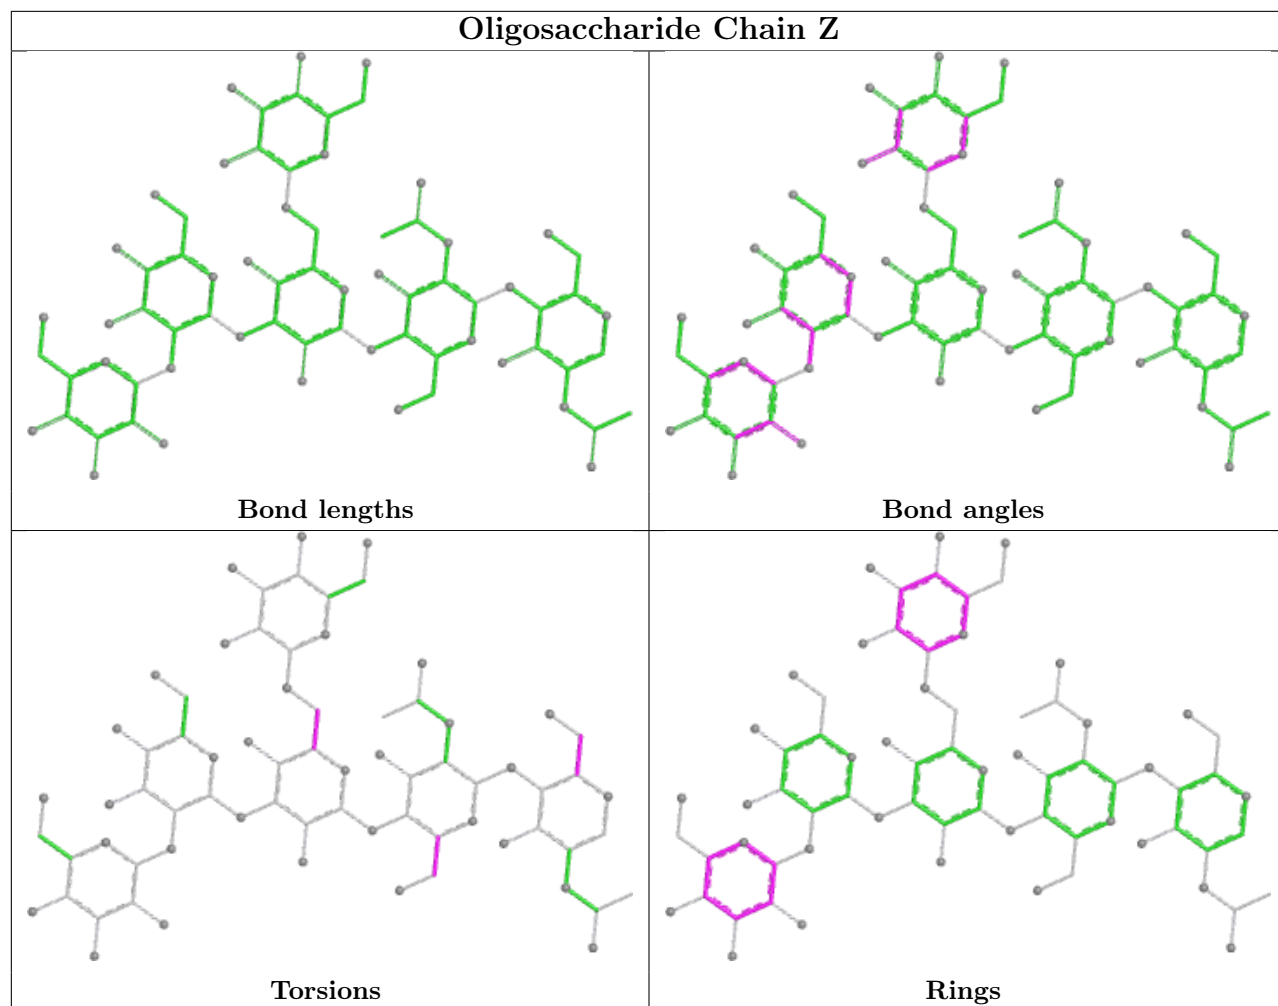 Oligosaccharide Chain Z
Bond lengths
Bond angles
Torsions
Rings